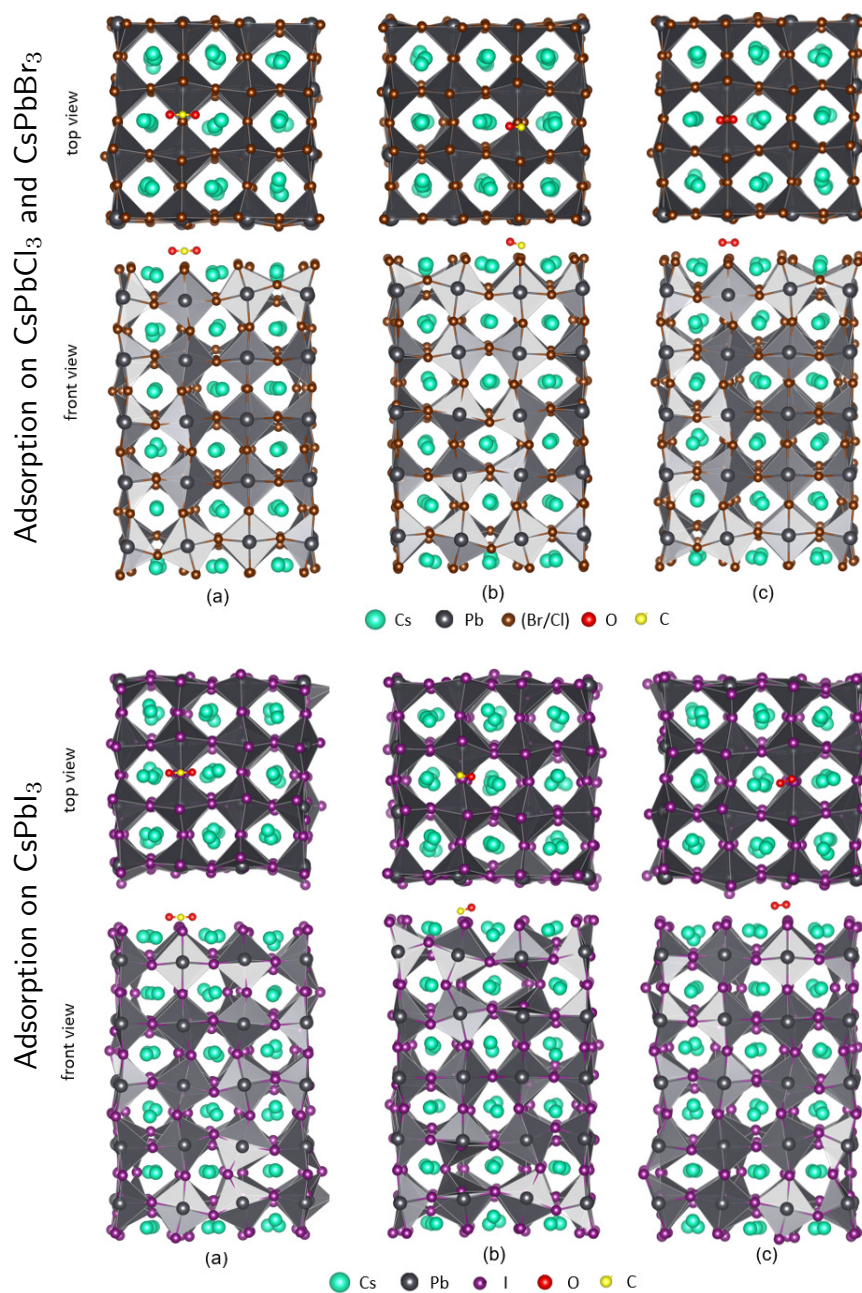 Adsorption on CsPbCl₃ and CsPbBr₃
top view
front view
(a)
(b)
(c)
Cs Pb (Br/Cl) O C
Adsorption on CsPbI₃
top view
front view
(a)
(b)
(c)
Cs Pb I O C